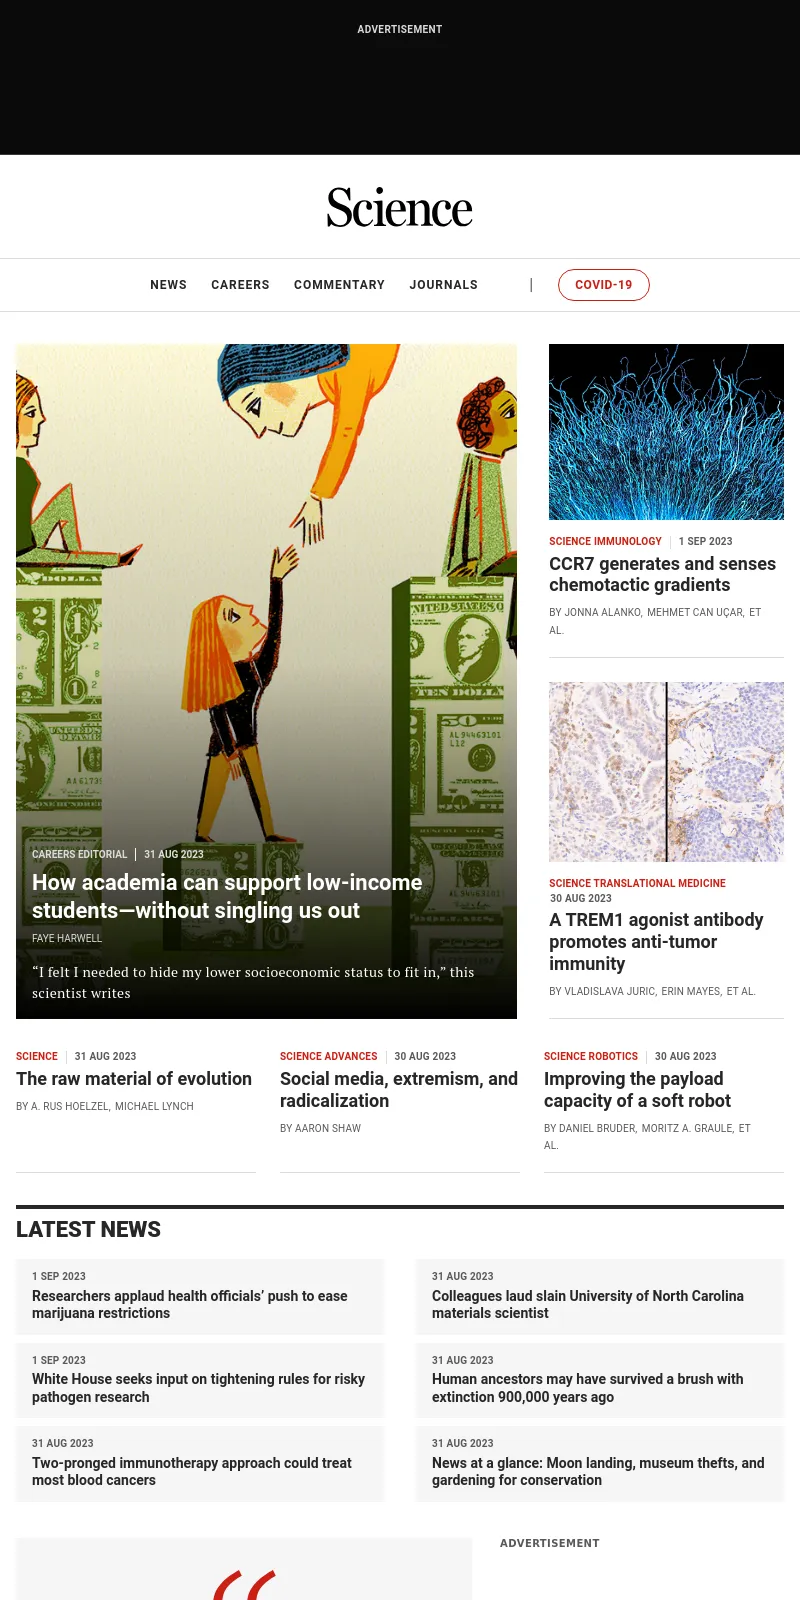 ADVERTISEMENT
Science
NEWS CAREERS COMMENTARY JOURNALS | COVID-19
CAREERS EDITORIAL | 31 AUG 2023
How academia can support low-income
students—without singling us out
FAYE HARWELL
“I felt I needed to hide my lower socioeconomic status to fit in,” this
scientist writes
SCIENCE IMMUNOLOGY 1 SEP 2023
CCR7 generates and senses
chemotactic gradients
BY JONNA ALANKO, MEHMET CAN UÇAR, ET
AL.
SCIENCE TRANSLATIONAL MEDICINE
30 AUG 2023
A TREM1 agonist antibody
promotes anti-tumor
immunity
BY VLADISLAVA JURIC, ERIN MAYES, ET AL.
SCIENCE 31 AUG 2023
The raw material of evolution
BY A. RUS HOELZEL, MICHAEL LYNCH
SCIENCE ADVANCES 30 AUG 2023
Social media, extremism, and
radicalization
BY AARON SHAW
SCIENCE ROBOTICS 30 AUG 2023
Improving the payload
capacity of a soft robot
BY DANIEL BRUDER, MORITZ A. GRAULE, ET
AL.
LATEST NEWS
1 SEP 2023
Researchers applaud health officials’ push to ease
marijuana restrictions
1 SEP 2023
White House seeks input on tightening rules for risky
pathogen research
31 AUG 2023
Two-pronged immunotherapy approach could treat
most blood cancers
31 AUG 2023
Colleagues laud slain University of North Carolina
materials scientist
31 AUG 2023
Human ancestors may have survived a brush with
extinction 900,000 years ago
31 AUG 2023
News at a glance: Moon landing, museum thefts, and
gardening for conservation
“
ADVERTISEMENT